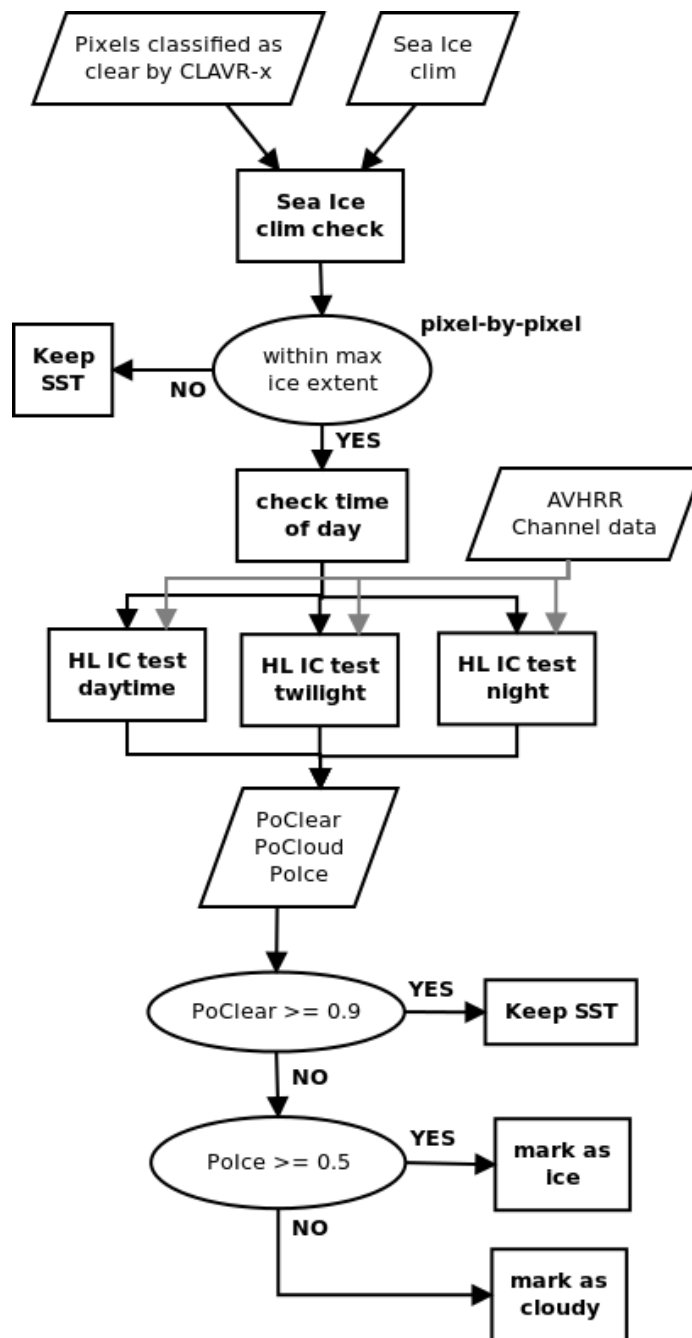 Pixels classified as
clear by CLAVR-x
Sea Ice
clim
Sea Ice
clim check
pixel-by-pixel
within max
ice extent
Keep
SST
NO
YES
check time
of day
AVHRR
Channel data
HL IC test
daytime
HL IC test
twilight
HL IC test
night
PoClear
PoCloud
PoIce
PoClear >= 0.9
YES
Keep SST
NO
PoIce >= 0.5
YES
mark as
ice
NO
mark as
cloudy